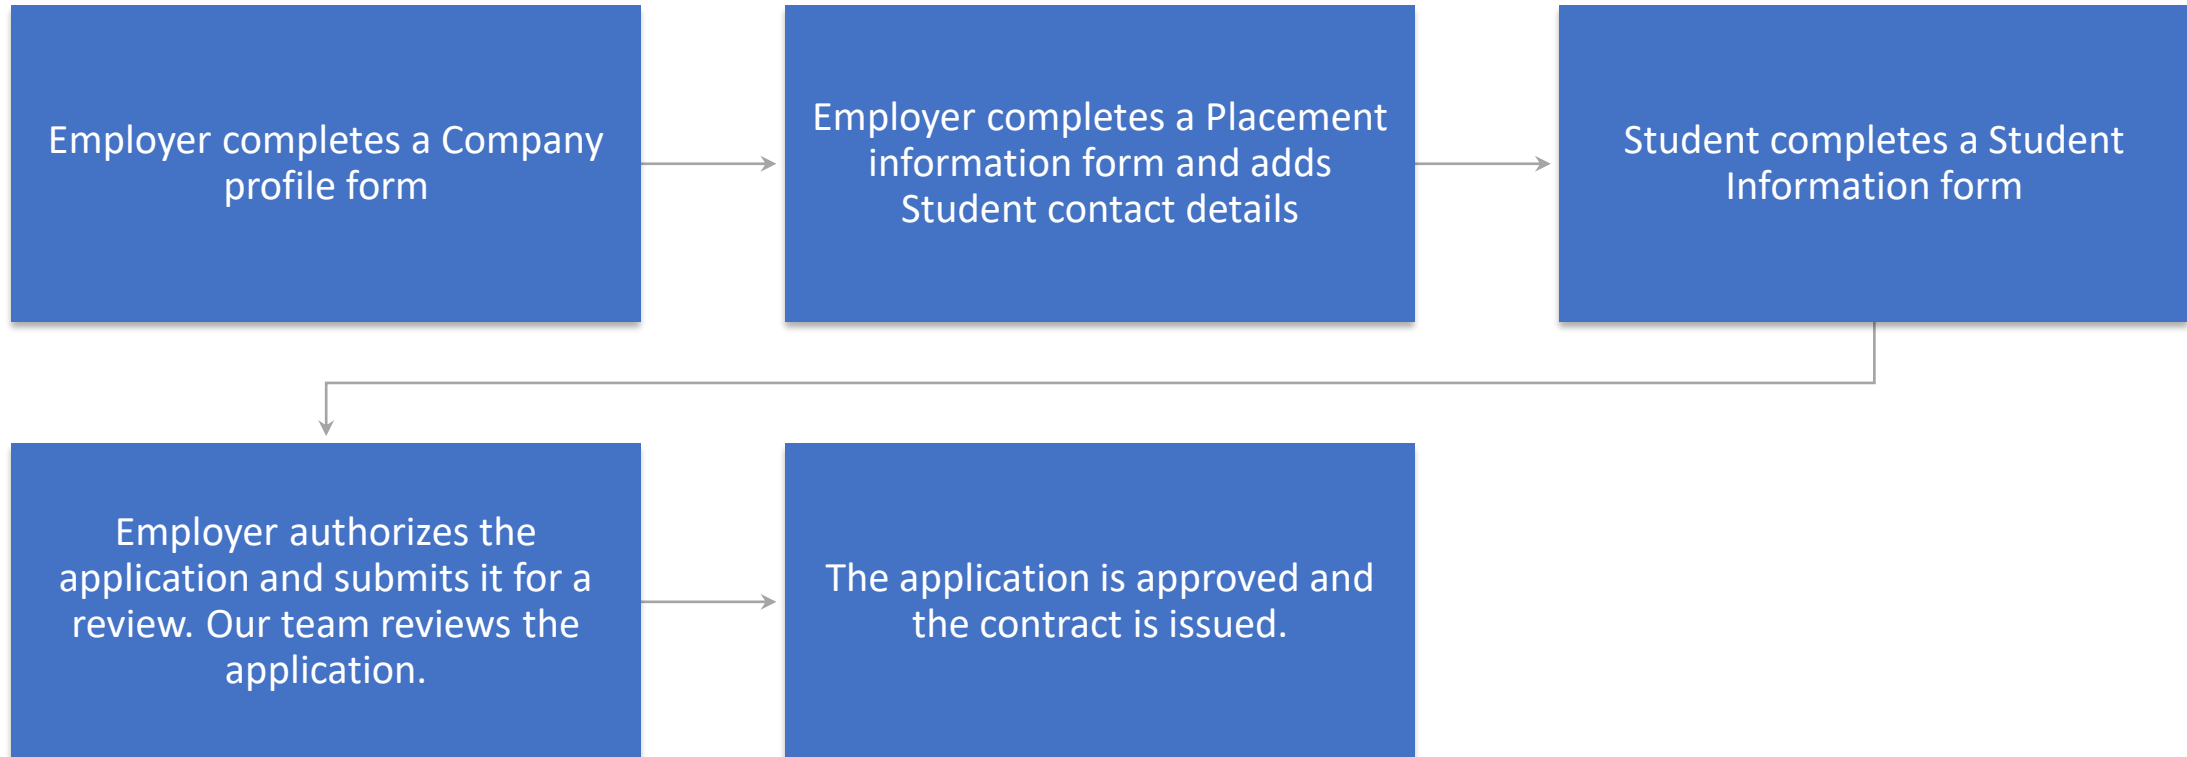 Employer completes a Company
profile form
Employer completes a Placement
information form and adds
Student contact details
Student completes a Student
Information form
Employer authorizes the
application and submits it for a
review. Our team reviews the
application.
The application is approved and
the contract is issued.